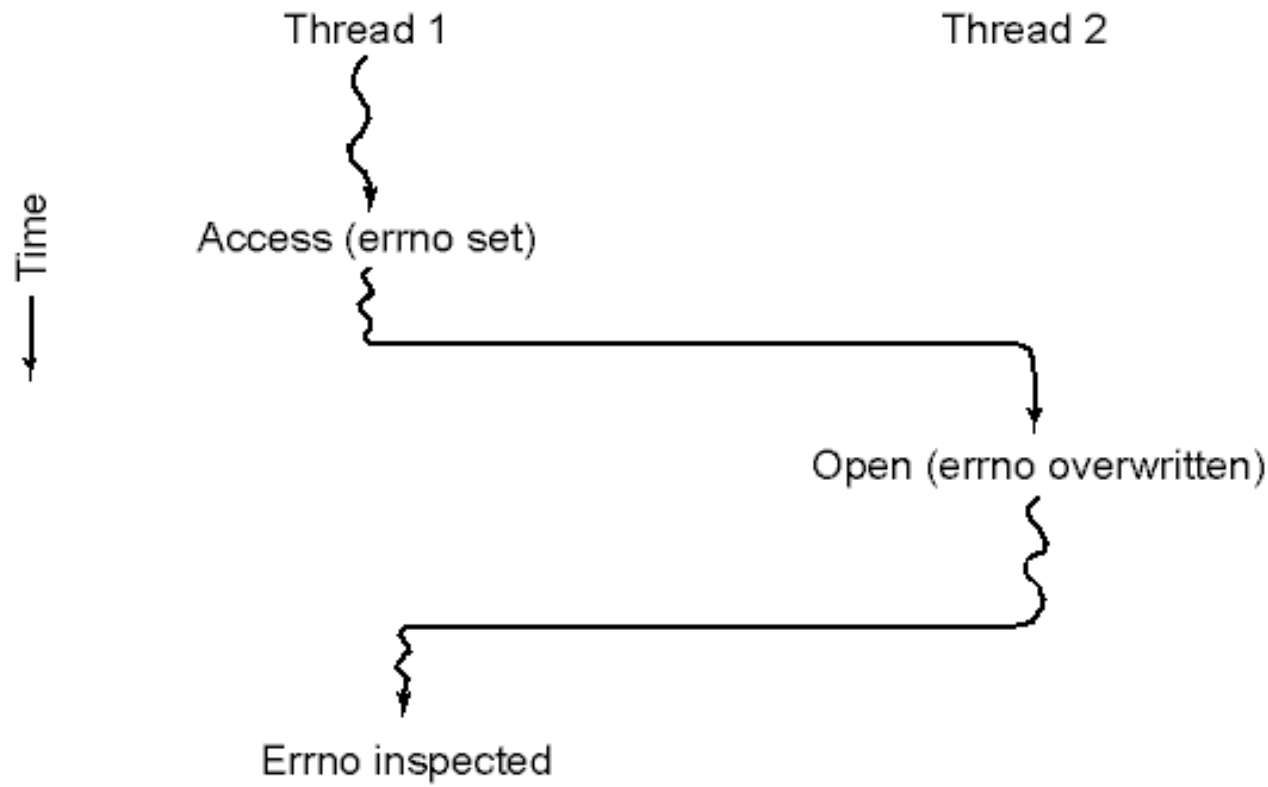 Thread 1
Thread 2
Access (errno set)
Time
Open (errno overwritten)
Errno inspected